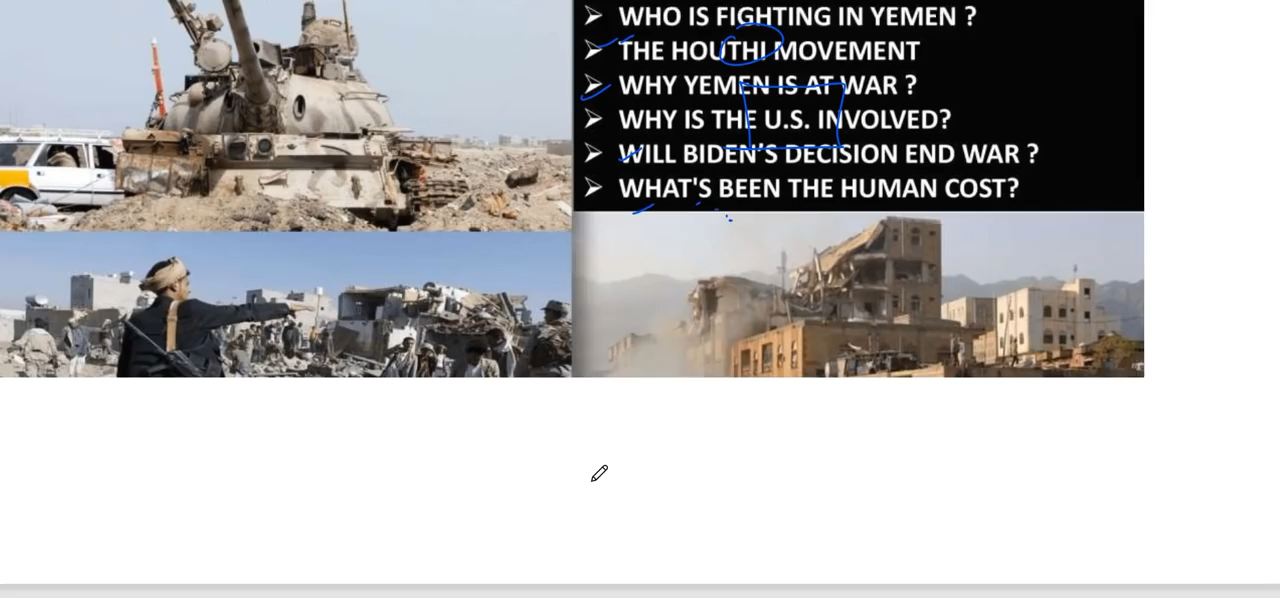 WHO IS FIGHTING IN YEMEN ?
THE HOUTHI MOVEMENT
WHY YEMEN IS AT WAR ?
WHY IS THE U.S. INVOLVED?
WILL BIDEN'S DECISION END WAR ?
WHAT'S BEEN THE HUMAN COST?